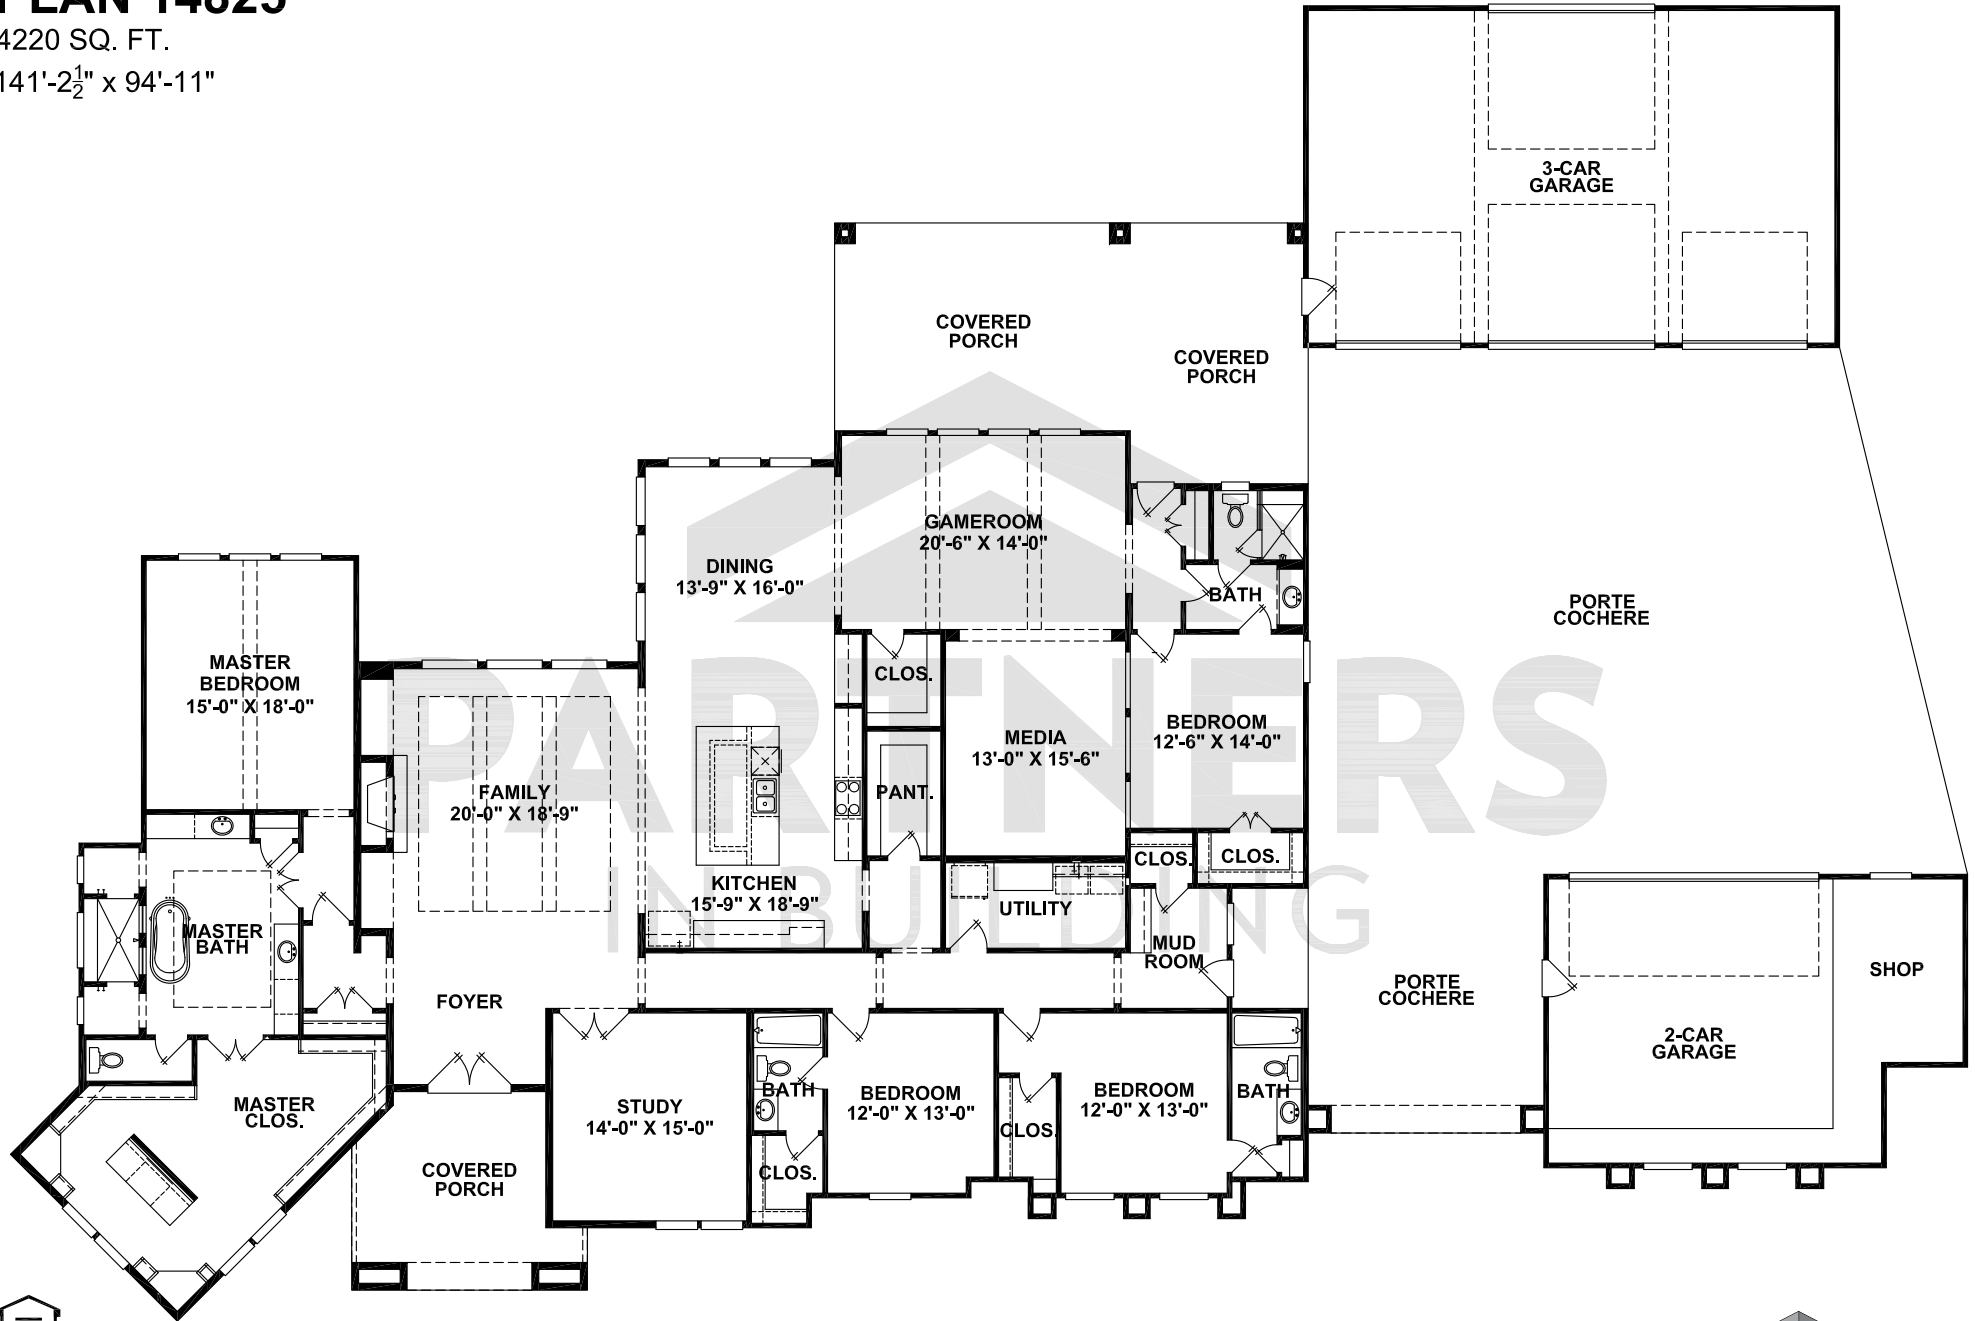 PLAN 14825
4220 SQ. FT.
141'-2½" x 94'-11"
3-CAR
GARAGE
COVERED
PORCH
COVERED
PORCH
GAMEROOM
20'-6" X 14'-0"
DINING
13'-9" X 16'-0"
BATH
PORTE
COCHERE
MASTER
BEDROOM
15'-0" X 18'-0"
CLOS.
BEDROOM
12'-6" X 14'-0"
MEDIA
13'-0" X 15'-6"
FAMILY
20'-0" X 18'-9"
PANT.
PARTNERS
IN BUILDING
KITCHEN
15'-9" X 18'-9"
CLOS.
CLOS.
UTILITY
MASTER
BATH
MUD
ROOM
FOYER
PORTE
COCHERE
SHOP
2-CAR
GARAGE
MASTER
CLOS.
STUDY
14'-0" X 15'-0"
BATH
BEDROOM
12'-0" X 13'-0"
CLOS.
BEDROOM
12'-0" X 13'-0"
BATH
CLOS.
COVERED
PORCH